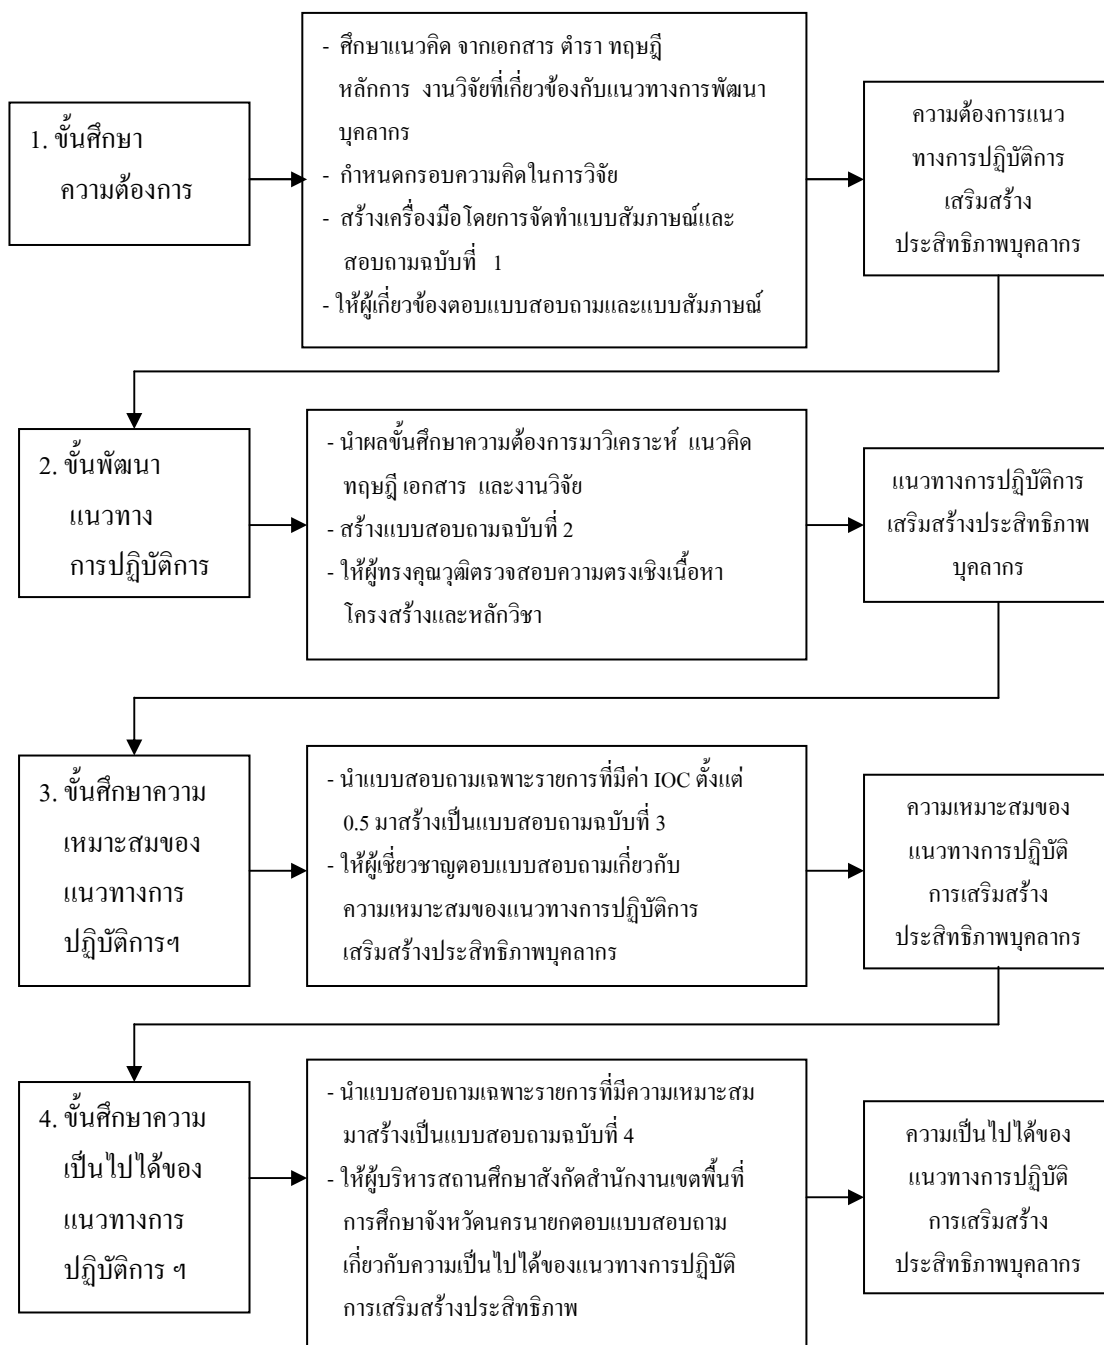 1. ขั้นศึกษา
ความต้องการ
- ศึกษาแนวคิด จากเอกสาร ตำรา ทฤษฎี
หลักการ งานวิจัยที่เกี่ยวข้องกับแนวทางการพัฒนา
บุคลากร
- กำหนดกรอบความคิดในการวิจัย
- สร้างเครื่องมือโดยการจัดทำแบบสัมภาษณ์และ
สอบถามฉบับที่ 1
- ให้ผู้เกี่ยวข้องตอบแบบสอบถามและแบบสัมภาษณ์
ความต้องการแนว
ทางการปฏิบัติการ
เสริมสร้าง
ประสิทธิภาพบุคลากร
2. ขั้นพัฒนา
แนวทาง
การปฏิบัติการ
- นำผลขั้นศึกษาความต้องการมาวิเคราะห์ แนวคิด
ทฤษฎี เอกสาร และงานวิจัย
- สร้างแบบสอบถามฉบับที่ 2
- ให้ผู้ทรงคุณวุฒิตรวจสอบความตรงเชิงเนื้อหา
โครงสร้างและหลักวิชา
แนวทางการปฏิบัติการ
เสริมสร้างประสิทธิภาพ
บุคลากร
3. ขั้นศึกษาความ
เหมาะสมของ
แนวทางการ
ปฏิบัติการฯ
- นำแบบสอบถามเฉพาะรายการที่มีค่า IOC ตั้งแต่
0.5 มาสร้างเป็นแบบสอบถามฉบับที่ 3
- ให้ผู้เชี่ยวชาญตอบแบบสอบถามเกี่ยวกับ
ความเหมาะสมของแนวทางการปฏิบัติการ
เสริมสร้างประสิทธิภาพบุคลากร
ความเหมาะสมของ
แนวทางการปฏิบัติ
การเสริมสร้าง
ประสิทธิภาพบุคลากร
4. ขั้นศึกษาความ
เป็นไปได้ของ
แนวทางการ
ปฏิบัติการ ฯ
- นำแบบสอบถามเฉพาะรายการที่มีความเหมาะสม
มาสร้างเป็นแบบสอบถามฉบับที่ 4
- ให้ผู้บริหารสถานศึกษาสังกัดสำนักงานเขตพื้นที่
การศึกษาจังหวัดนครนายกตอบแบบสอบถาม
เกี่ยวกับความเป็นไปได้ของแนวทางการปฏิบัติ
การเสริมสร้างประสิทธิภาพ
ความเป็นไปได้ของ
แนวทางการปฏิบัติ
การเสริมสร้าง
ประสิทธิภาพบุคลากร